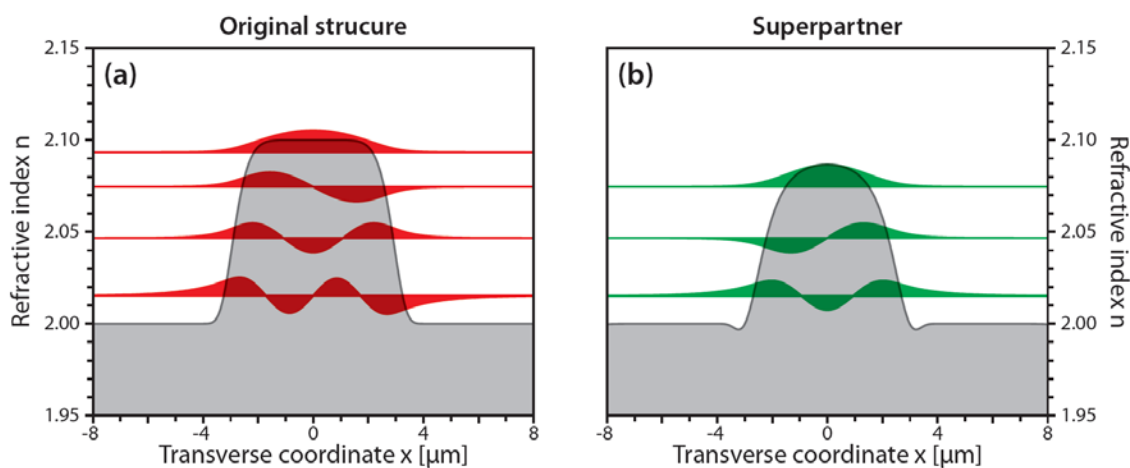 Original strucure
Superpartner
2.15
2.10
2.05
2.00
1.95
Refractive index n
(a)
-8
-4
0
4
8
Transverse coordinate x [μm]
(b)
-8
-4
0
4
8
Transverse coordinate x [μm]
2.15
2.10
2.05
2.00
1.95
Refractive index n